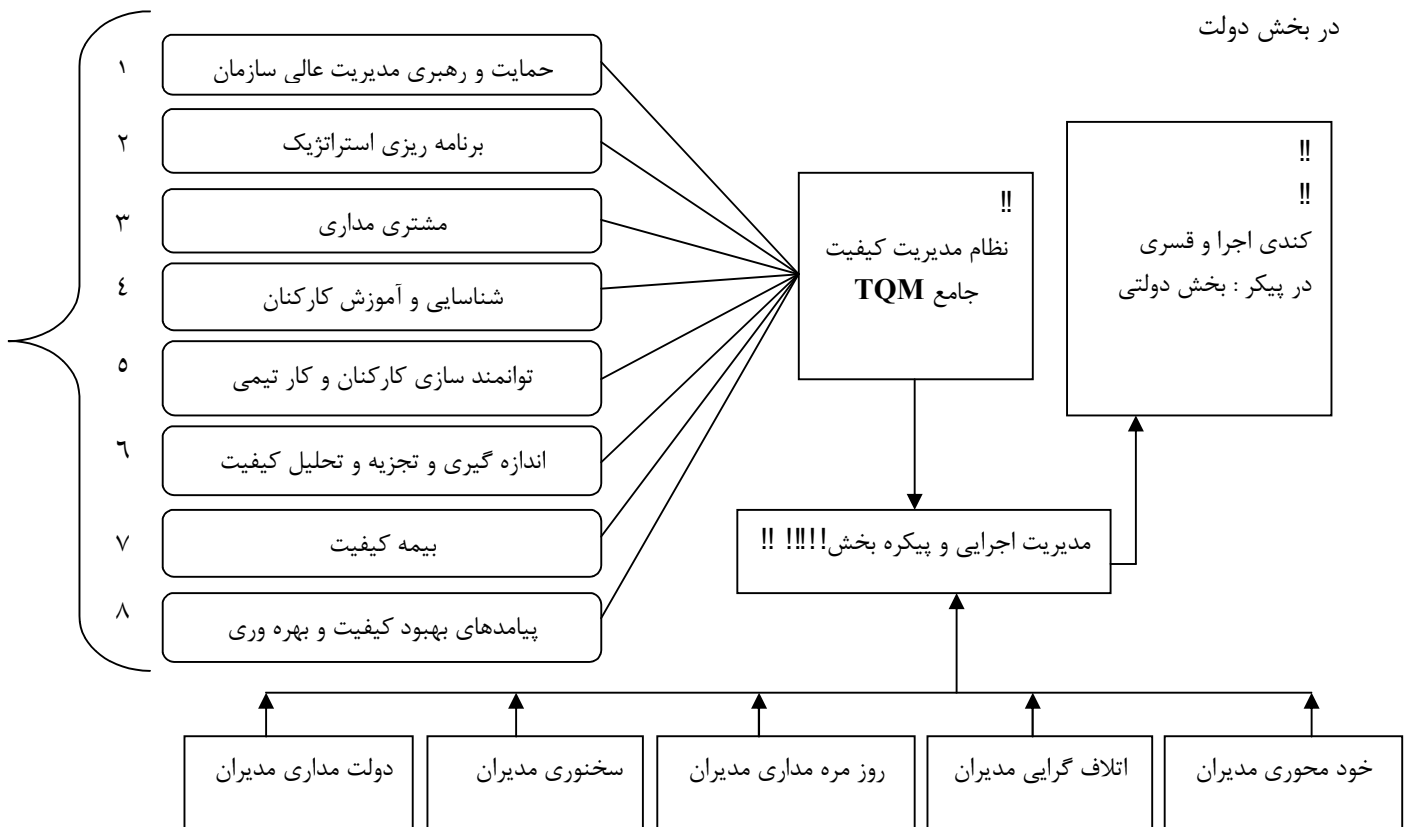 در بخش دولت
۱
حمایت و رهبری مدیریت عالی سازمان
۲
برنامه ریزی استراتژیک
۳
مشتری مداری
٤
شناسایی و آموزش کارکنان
٥
توانمند سازی کارکنان و کار تیمی
٦
اندازه گیری و تجزیه و تحلیل کیفیت
۷
بیمه کیفیت
۸
پیامدهای بهبود کیفیت و بهره وری
!!
نظام مدیریت کیفیت
جامع TQM
!!
!!
کندی اجرا و قسری
در پیکر : بخش دولتی
مدیریت اجرایی و پیکره بخش!!!!! !!
خود محوری مدیران
اتلاف گرایی مدیران
روز مره مداری مدیران
سخنوری مدیران
دولت مداری مدیران